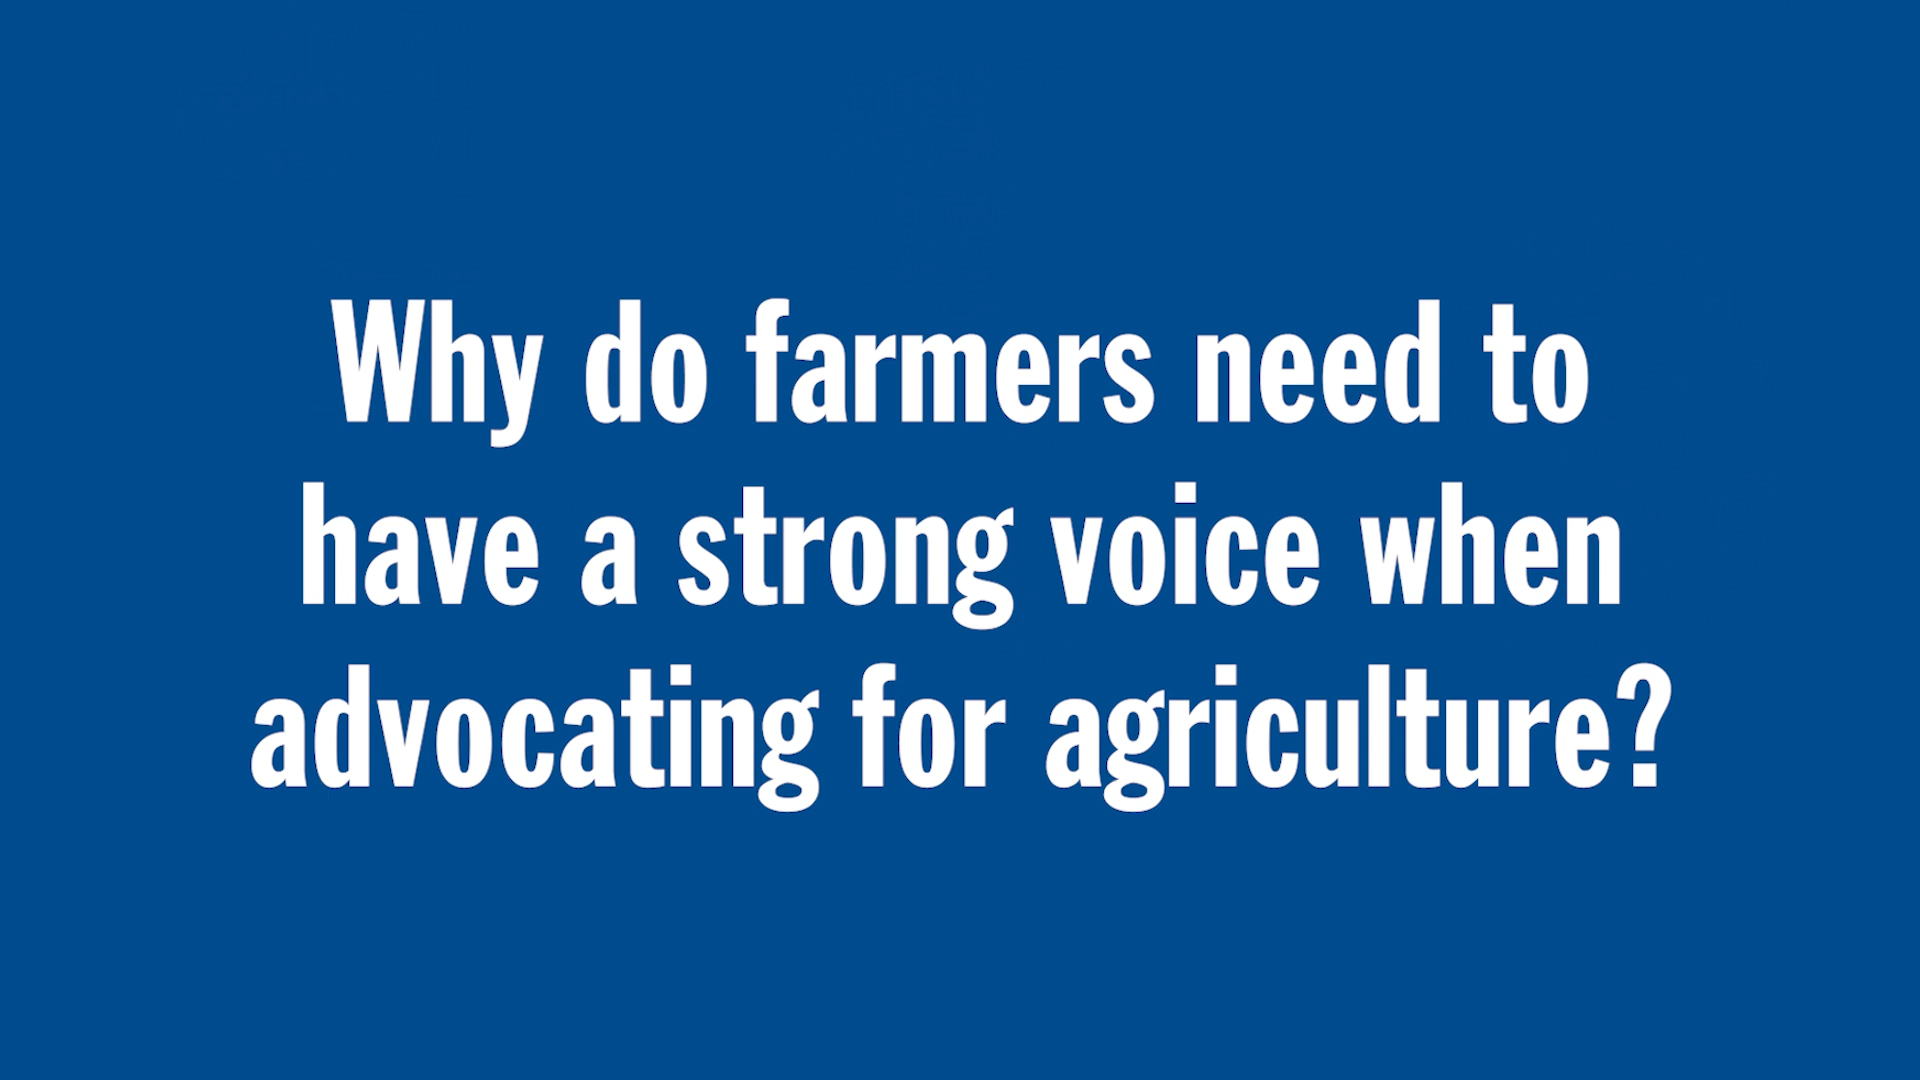 Why do farmers need to
have a strong voice when
advocating for agriculture?